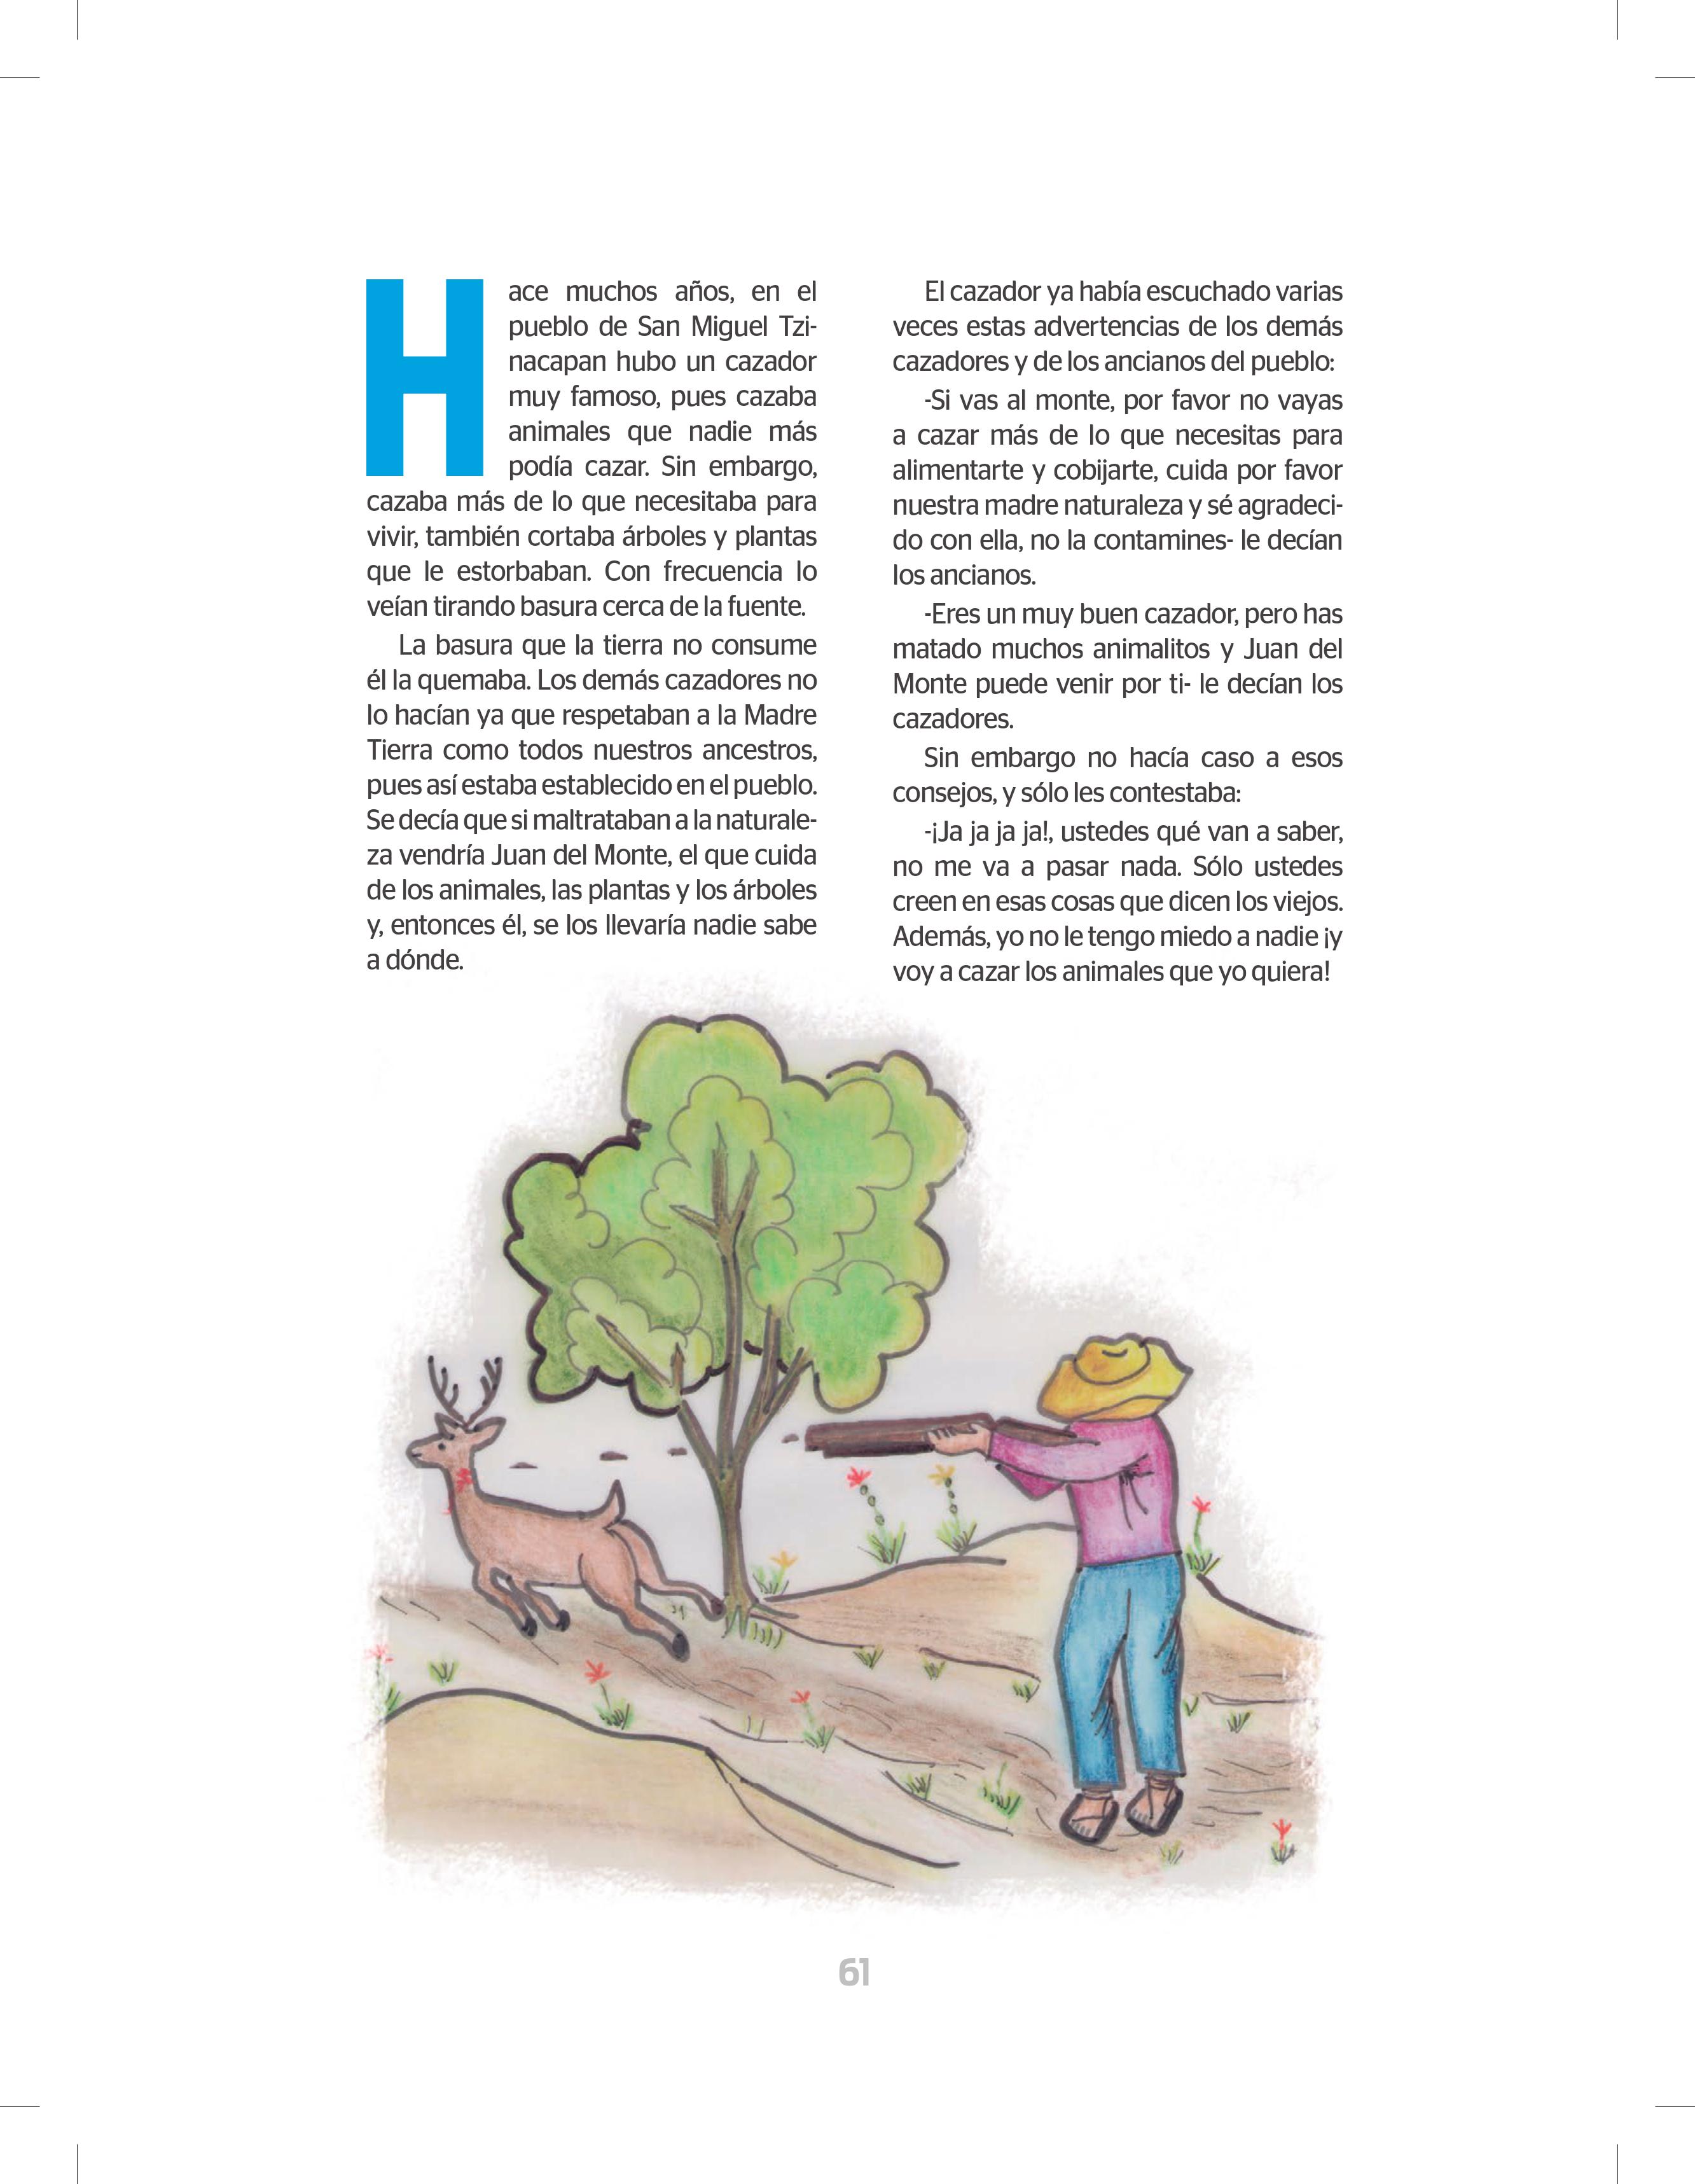 Hace muchos años, en el
pueblo de San Miguel Tzi-
nacapan hubo un cazador
muy famoso, pues cazaba
animales que nadie más
podía cazar. Sin embargo,
cazaba más de lo que necesitaba para
vivir, también cortaba árboles y plantas
que le estorbaban. Con frecuencia lo
veían tirando basura cerca de la fuente.
La basura que la tierra no consume
él la quemaba. Los demás cazadores no
lo hacían ya que respetaban a la Madre
Tierra como todos nuestros ancestros,
pues así estaba establecido en el pueblo.
Se decía que si maltrataban a la naturale-
za vendría Juan del Monte, el que cuida
de los animales, las plantas y los árboles
y, entonces él, se los llevaría nadie sabe
a dónde.
El cazador ya había escuchado varias
veces estas advertencias de los demás
cazadores y de los ancianos del pueblo:
-Si vas al monte, por favor no vayas
a cazar más de lo que necesitas para
alimentarte y cobijarte, cuida por favor
nuestra madre naturaleza y sé agradeci-
do con ella, no la contamines- le decían
los ancianos.
-Eres un muy buen cazador, pero has
matado muchos animalitos y Juan del
Monte puede venir por ti- le decían los
cazadores.
Sin embargo no hacía caso a esos
consejos, y sólo les contestaba:
-¡Ja ja ja ja!, ustedes qué van a saber,
no me va a pasar nada. Sólo ustedes
creen en esas cosas que dicen los viejos.
Además, yo no le tengo miedo a nadie ¡y
voy a cazar los animales que yo quiera!
61